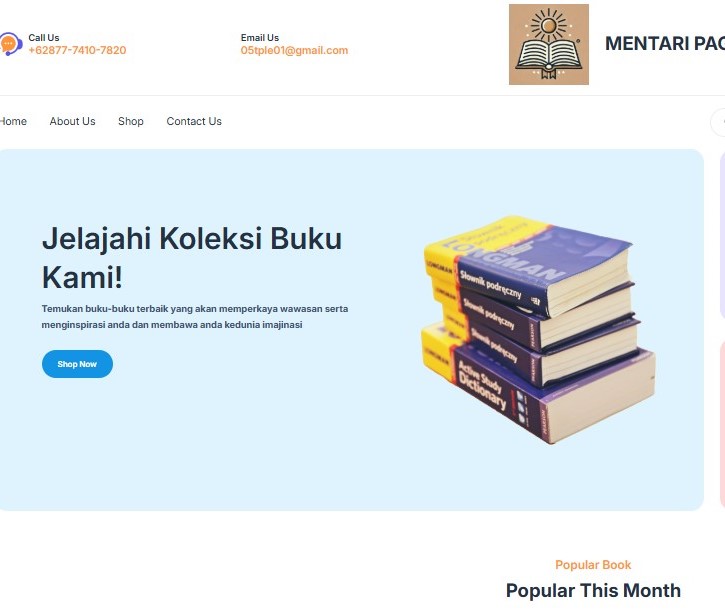 Call Us
+62877-7410-7820
Email Us
05tple01@gmail.com
MENTARI PAG
Home
About Us
Shop
Contact Us
Jelajahi Koleksi Buku
Kami!
Temukan buku-buku terbaik yang akan memperkaya wawasan serta
menginspirasi anda dan membawa anda kedunia imajinasi
Shop Now
Słownik
podręczny
LONGMAN
LONGMAN
Słownik podręczny
Słownik podręczny
Słownik podręczny
LONGMAN
Active Study
Dictionary
PEARSON
Popular Book
Popular This Month